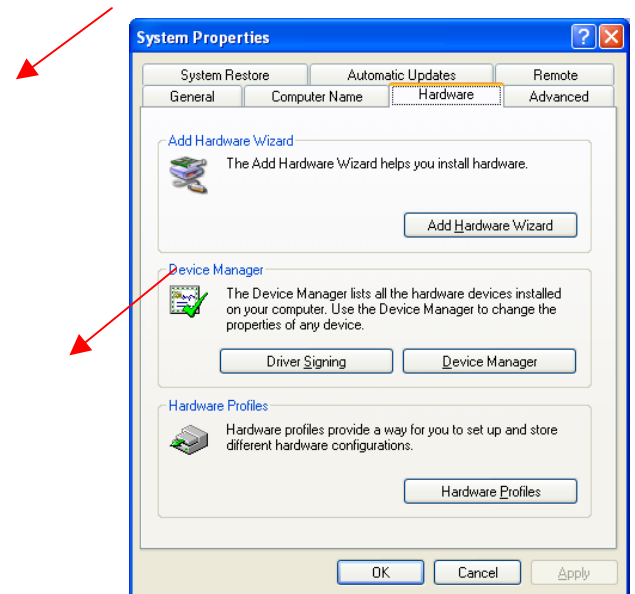 System Properties
System Restore Automatic Updates Remote
General Computer Name Hardware Advanced
Add Hardware Wizard
The Add Hardware Wizard helps you install hardware.
Add Hardware Wizard
Device Manager
The Device Manager lists all the hardware devices installed
on your computer. Use the Device Manager to change the
properties of any device.
Driver Signing Device Manager
Hardware Profiles
Hardware profiles provide a way for you to set up and store
different hardware configurations.
Hardware Profiles
OK Cancel Apply